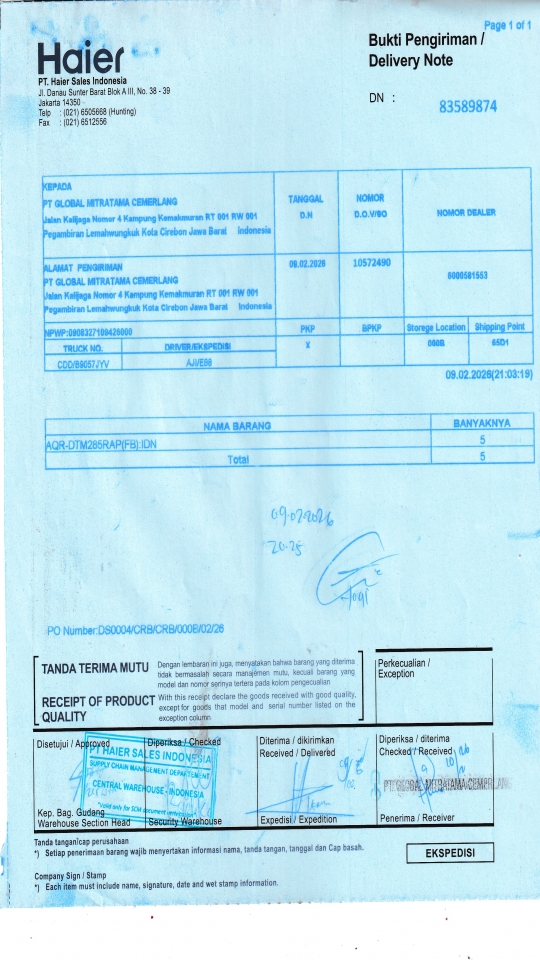 Page 1 of 1
Haier
PT. Haier Sales Indonesia
Jl. Danau Sunter Barat Blok A III, No. 38 - 39
Jakarta 14350
Telp : (021) 6505668 (Hunting)
Fax : (021) 6512556
Bukti Pengiriman /
Delivery Note
DN :
83589874
KEPADA
PT GLOBAL MITRATAMA CEMERLANG
Jalan Kalijaga Nomor 4 Kampung Kemakmuran RT 001 RW 001
Pegambiran Lemahwungkuk Kota Cirebon Jawa Barat Indonesia
TANGGAL
D.N
NOMOR
D.O.V/SO
NOMOR DEALER
ALAMAT PENGIRIMAN
PT GLOBAL MITRATAMA CEMERLANG
Jalan Kalijaga Nomor 4 Kampung Kemakmuran RT 001 RW 001
Pegambiran Lemahwungkuk Kota Cirebon Jawa Barat Indonesia
09.02.2026
10572490
6000581553
NPWP:0908327109426000
PKP
BPKP
Storege Location
Shipping Point
TRUCK NO.
DRIVER/EKSPEDISI
X
000B
65D1
CDD/B9057JYV
AJI/E98
09.02.2026(21:03:19)
NAMA BARANG
BANYAKNYA
AQR-DTM285RAP(FB);IDN
5
Total
5
09.02.2026
20.25
PO Number:DS0004/CRB/CRB/000B/02/26
TANDA TERIMA MUTU
Dengan lembaran ini juga, menyatakan bahwa barang yang diterima
tidak bermasalah secara manajemen mutu, kecuali barang yang
model dan nomor serinya tertera pada kolom pengecualian
RECEIPT OF PRODUCT
QUALITY
With this receipt declare the goods received with good quality,
except for goods that model and serial number listed on the
exception column
Perkecualian /
Exception
Disetujui / Approved
Diperiksa / Checked
Diterima / dikirimkan
Received / Delivered
Diperiksa / diterima
Checked / Received
PT HAIER SALES INDONESIA
SUPPLY CHAIN MANAGEMENT DEPARTEMENT
CENTRAL WAREHOUSE - INDONESIA
PT. GLOBAL MITRATAMA CEMERLANG
Kep. Bag. Gudang
Warehouse Section Head
Security Warehouse
Expedisi / Expedition
Penerima / Receiver
Tanda tangan/cap perusahaan
*) Setiap penerimaan barang wajib menyertakan informasi nama, tanda tangan, tanggal dan Cap basah.
EKSPEDISI
Company Sign / Stamp
*) Each item must include name, signature, date and wet stamp information.